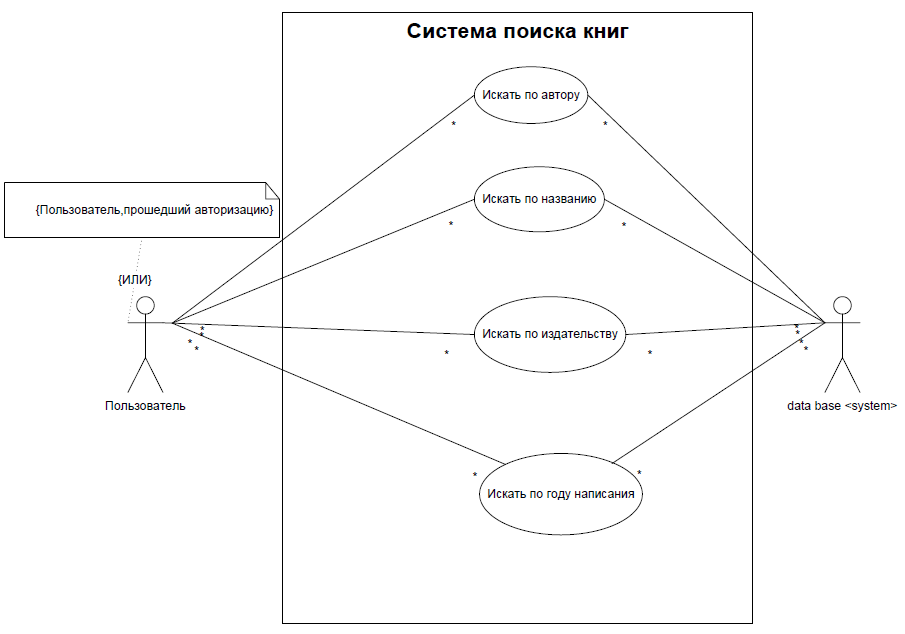 Система поиска книг
Искать по автору
*
*
Искать по названию
{Пользователь,прошедший авторизацию}
*
*
{ИЛИ}
*
*
*
*
*
*
*
*
Искать по издательству
*
*
Пользователь
data base <system>
*
*
Искать по году написания